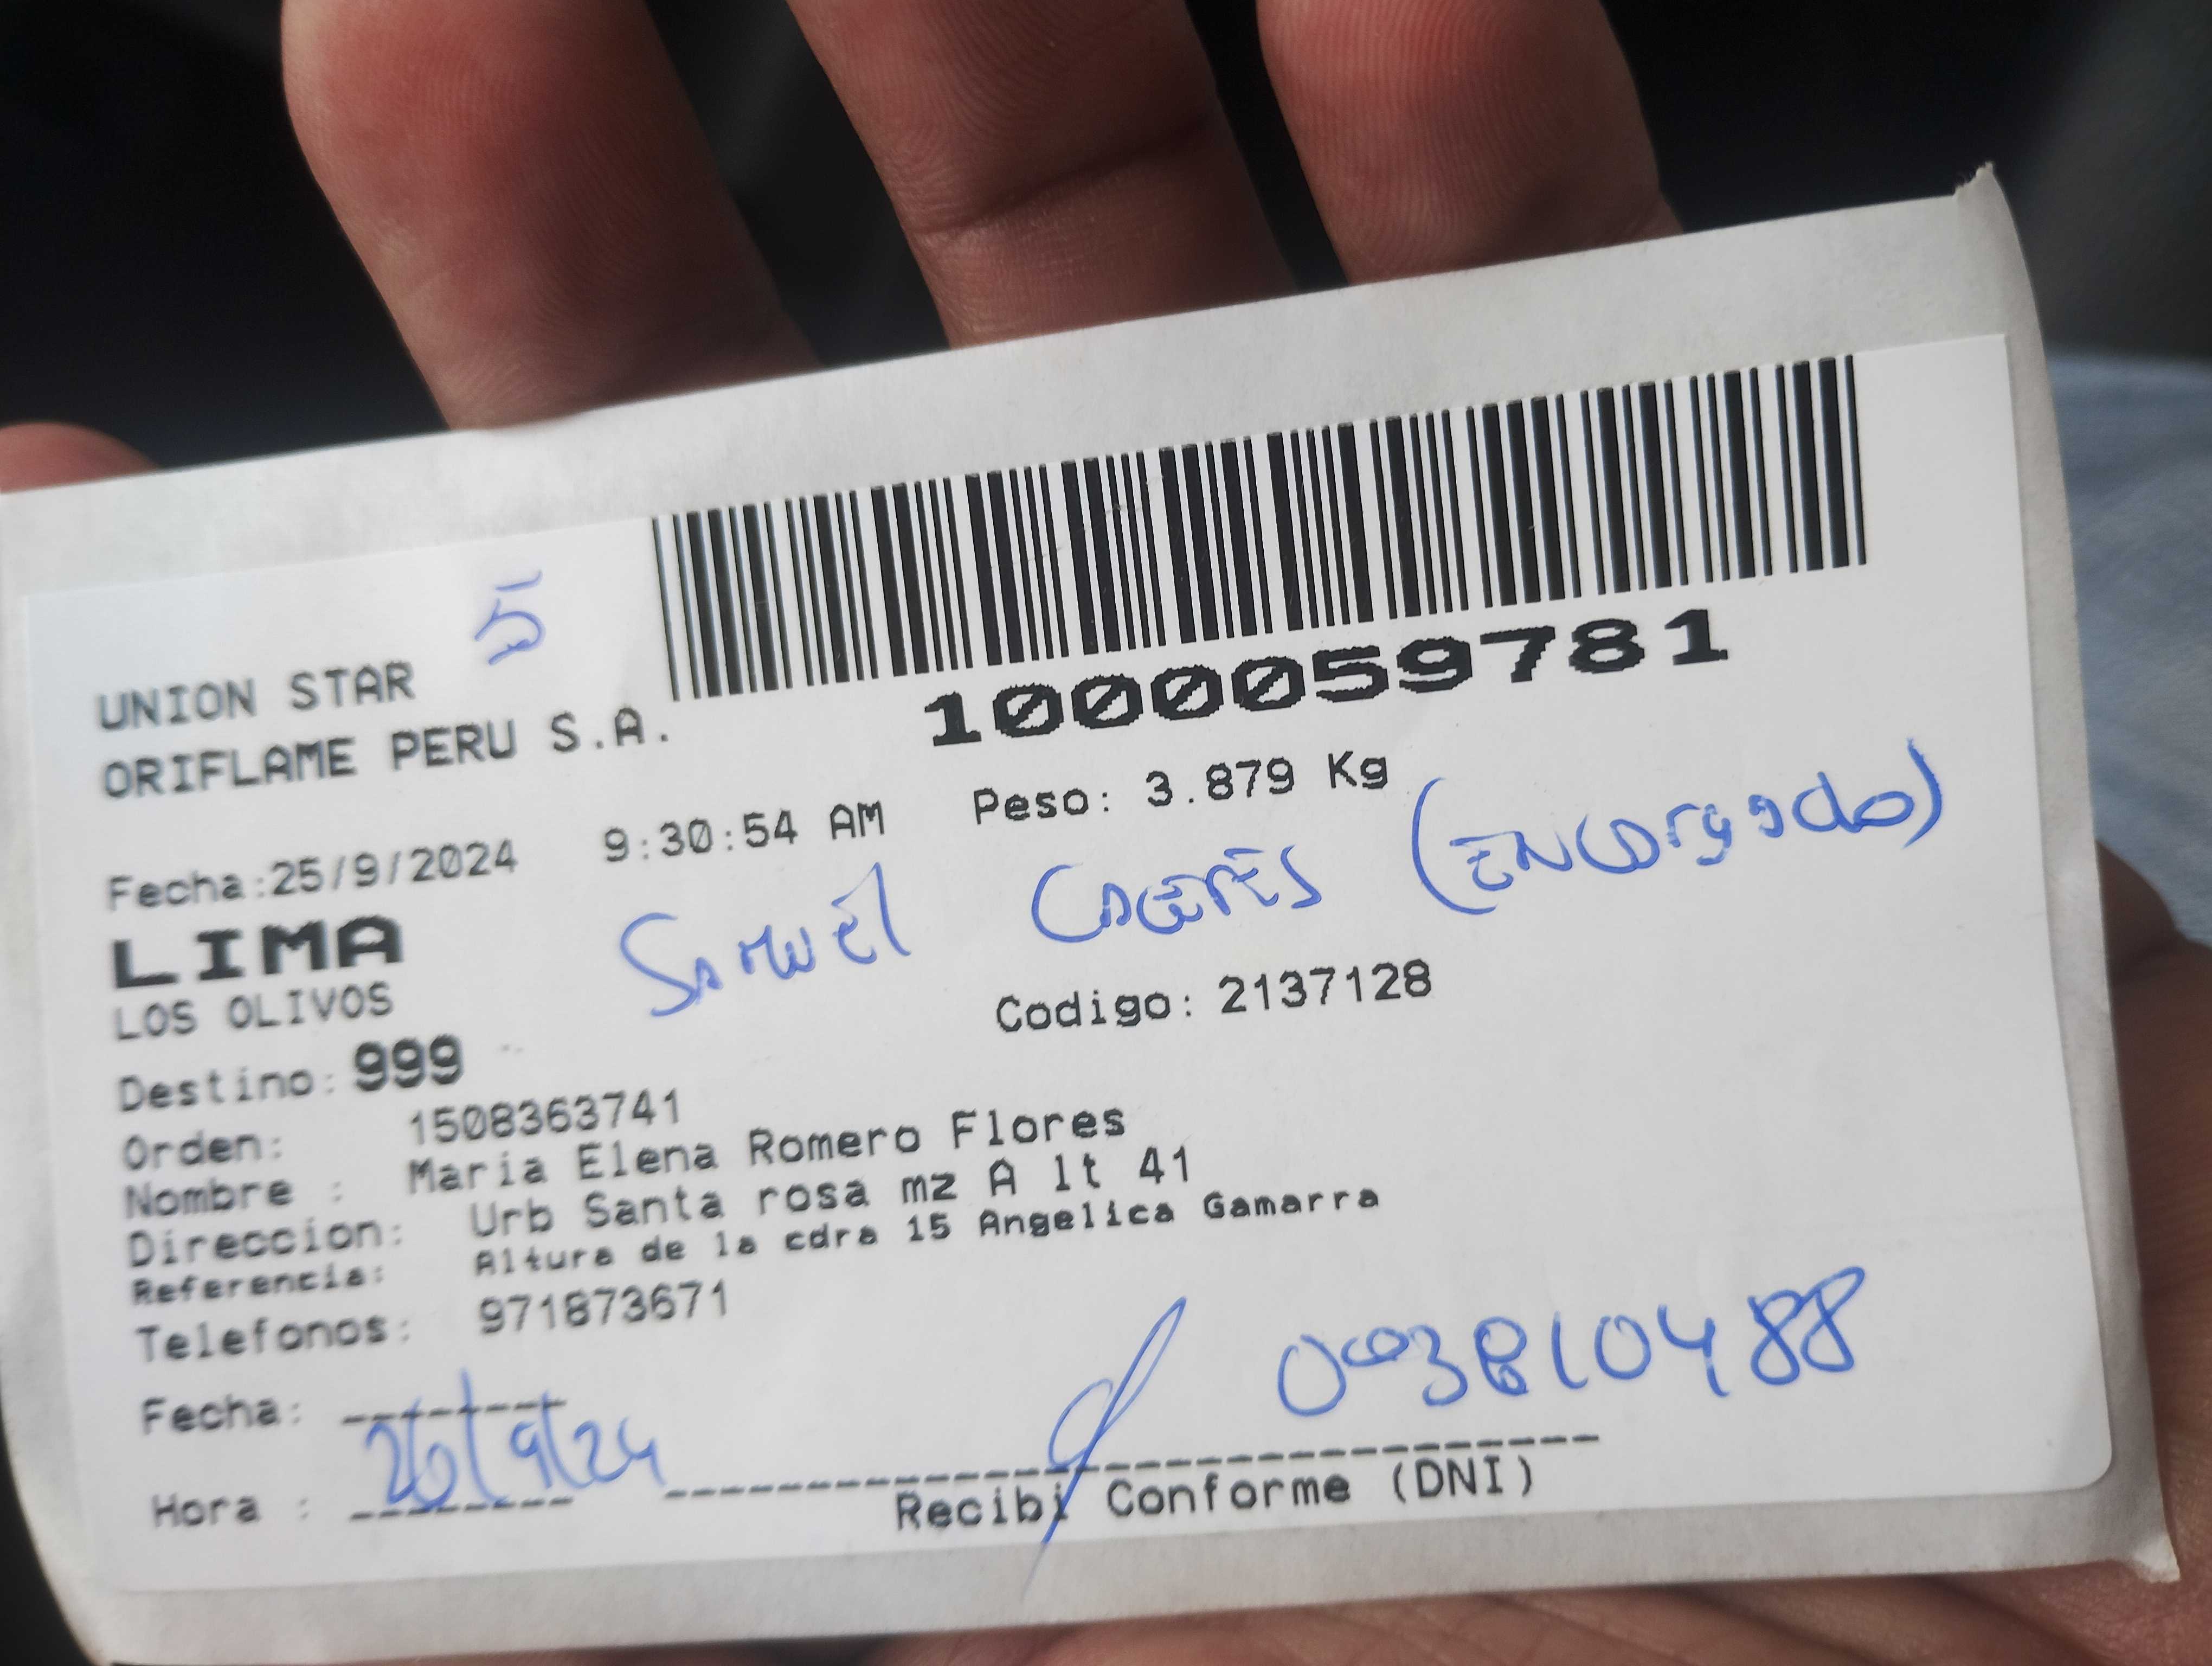 5
UNION STAR
ORIFLAME PERU S.A.
1000059781
Fecha:25/9/2024 9:30:54 AM Peso: 3.879 Kg
LIMA
Samuel Caceres (Encargado)
LOS OLIVOS
Codigo: 2137128
Destino: 999
Orden: 1508363741
Nombre : Maria Elena Romero Flores
Direccion: Urb Santa rosa mz A lt 41
Referencia: Altura de la cdra 15 Angelica Gamarra
Telefonos: 971873671
Fecha:
26/9/24
Hora :
Recibi Conforme (DNI)